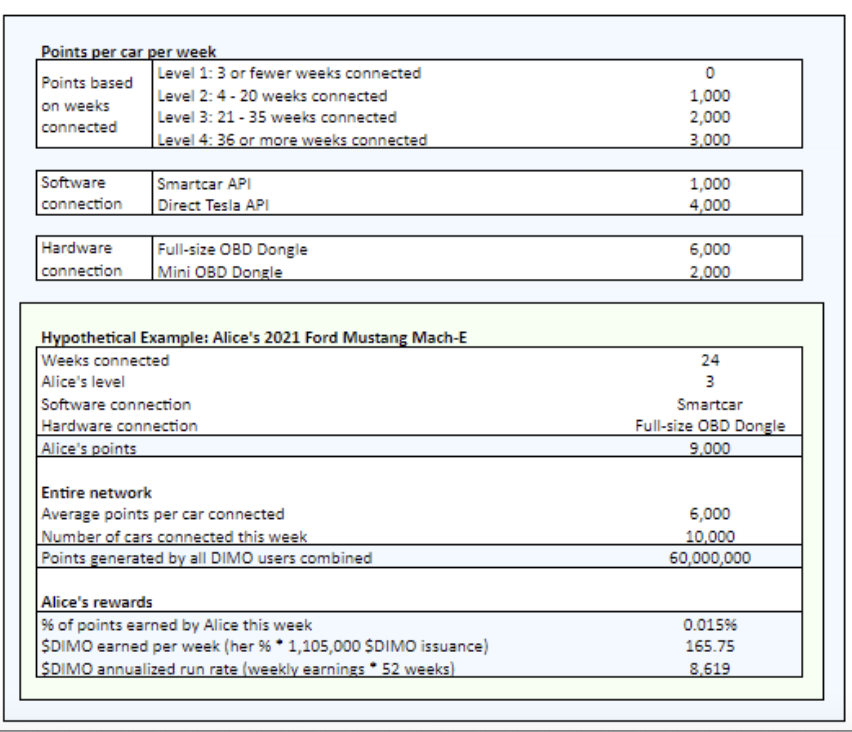 Points per car per week
Points based on weeks connected
Level 1: 3 or fewer weeks connected 0
Level 2: 4 - 20 weeks connected 1,000
Level 3: 21 - 35 weeks connected 2,000
Level 4: 36 or more weeks connected 3,000
Software connection
Smartcar API 1,000
Direct Tesla API 4,000
Hardware connection
Full-size OBD Dongle 6,000
Mini OBD Dongle 2,000
Hypothetical Example: Alice's 2021 Ford Mustang Mach-E
Weeks connected 24
Alice's level 3
Software connection Smartcar
Hardware connection Full-size OBD Dongle
Alice's points 9,000
Entire network
Average points per car connected 6,000
Number of cars connected this week 10,000
Points generated by all DIMO users combined 60,000,000
Alice's rewards
% of points earned by Alice this week 0.015%
$DIMO earned per week (her % * 1,105,000 $DIMO issuance) 165.75
$DIMO annualized run rate (weekly earnings * 52 weeks) 8,619